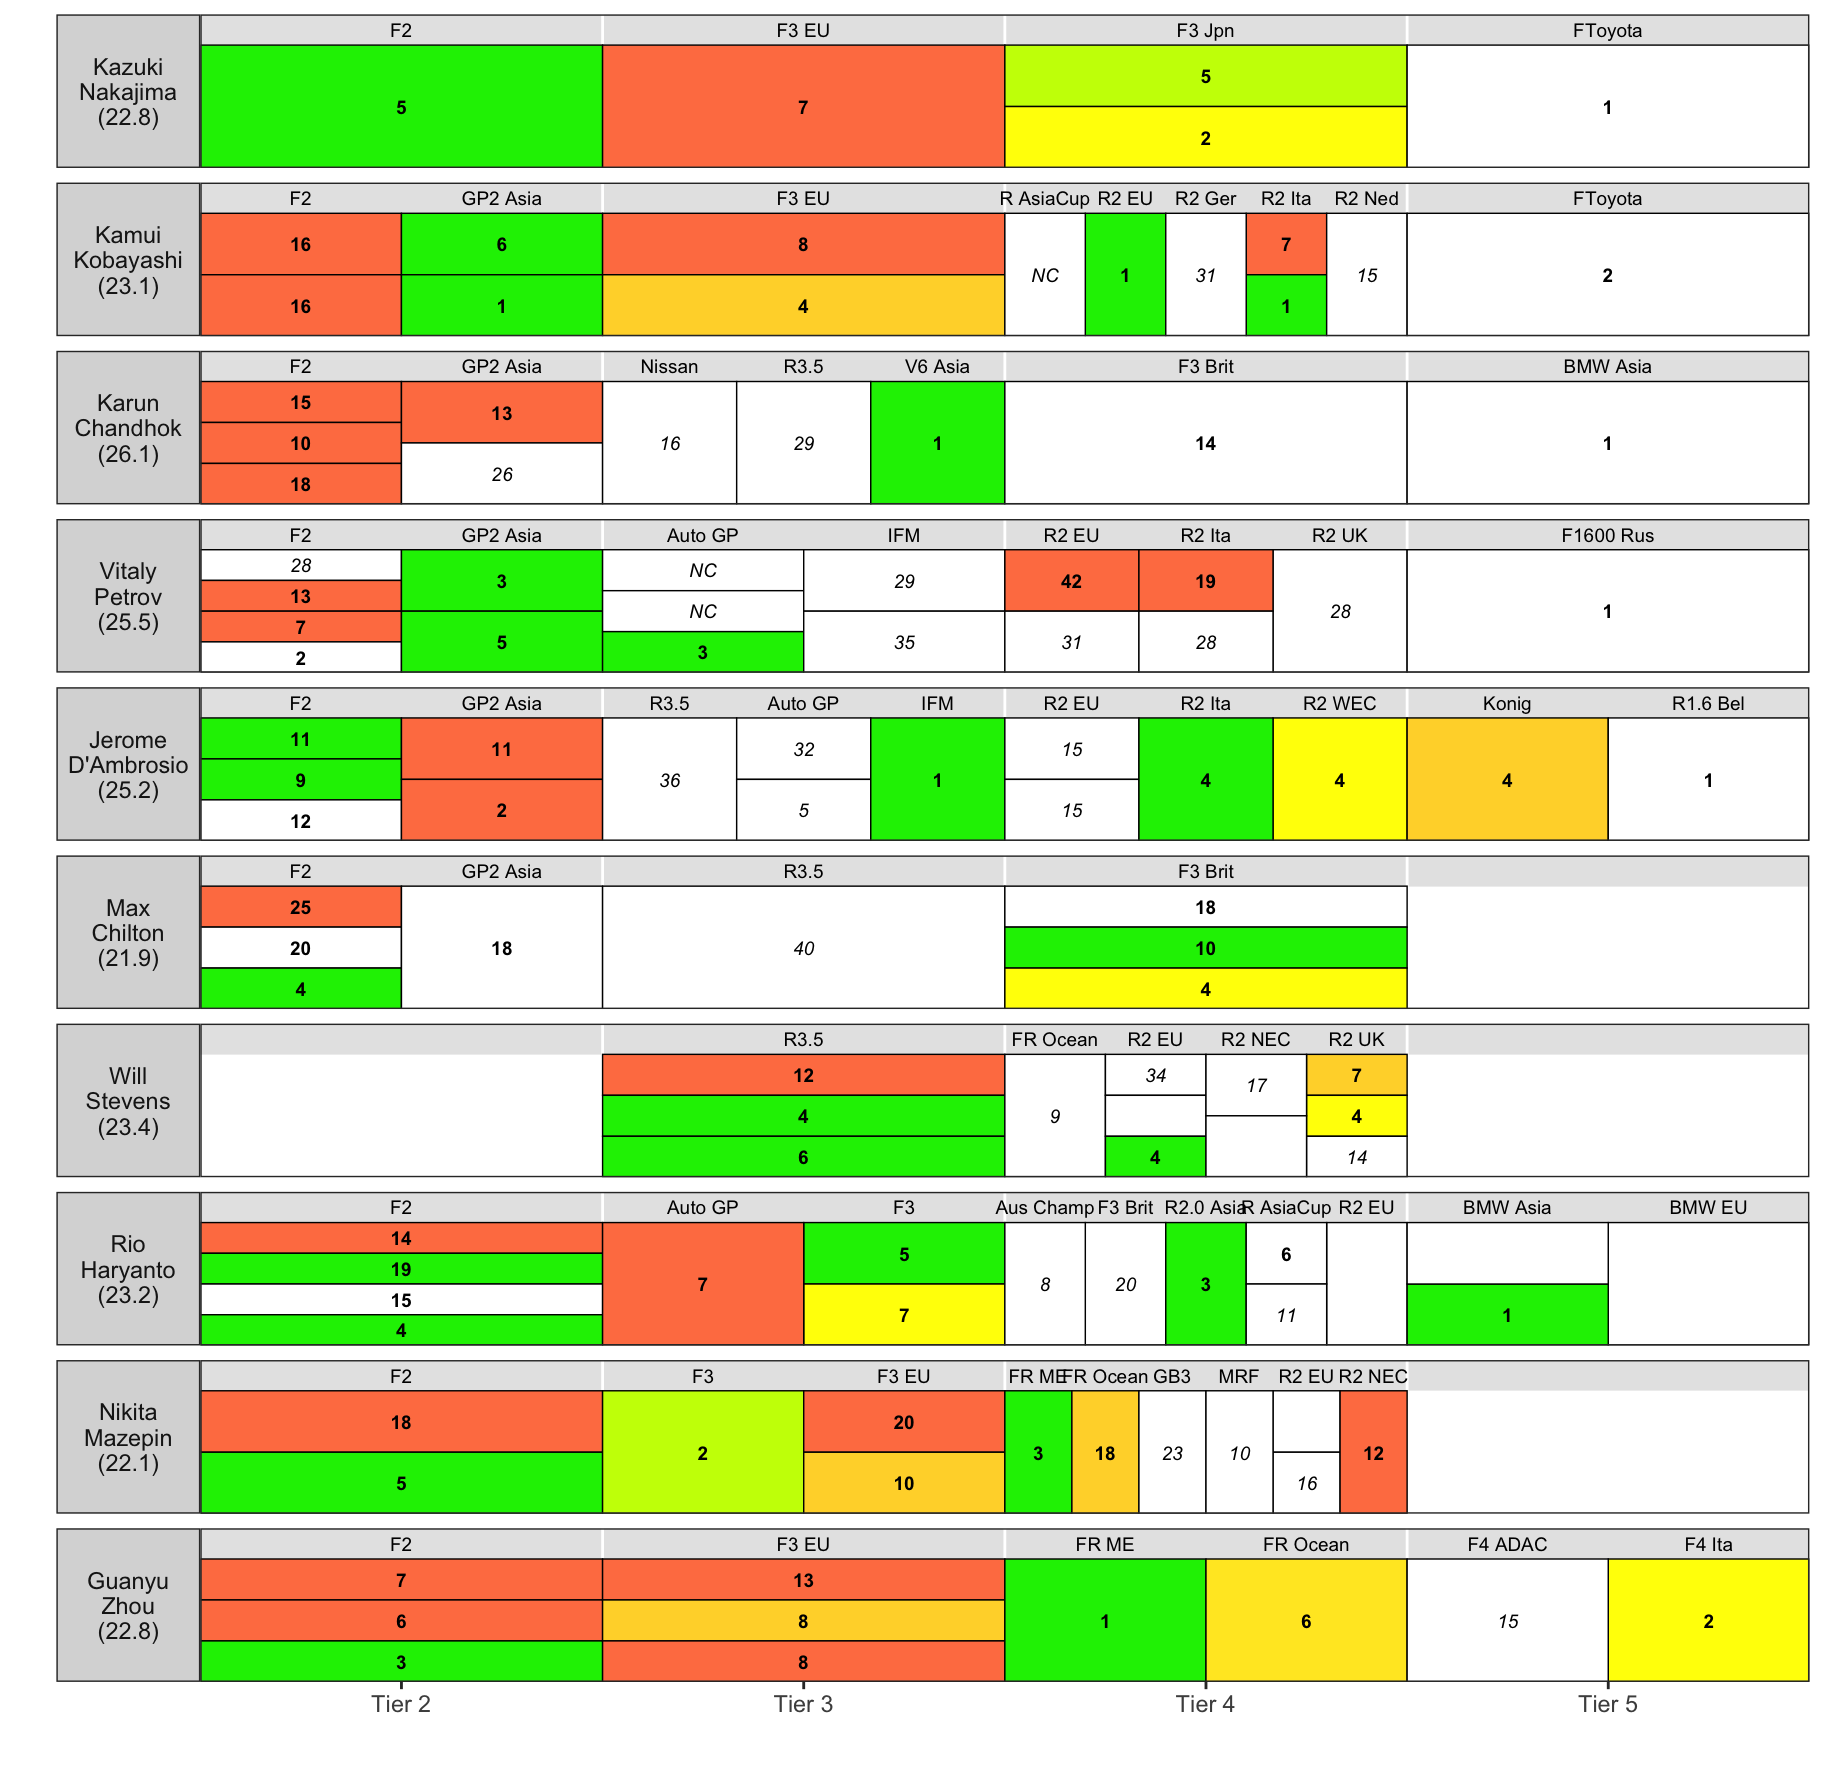 F2 F3 EU F3 Jpn FToyota
Kazuki
Nakajima
(22.8)
5 7 5 1
2
F2 GP2 Asia F3 EU R AsiaCup R2 EU R2 Ger R2 Ita R2 Ned FToyota
Kamui
Kobayashi
(23.1)
16 6 8 NC 1 31 7 15 2
16 1 4 1
F2 GP2 Asia Nissan R3.5 V6 Asia F3 Brit BMW Asia
Karun
Chandhok
(26.1)
15 13 16 29 1 14 1
10
18 26
F2 GP2 Asia Auto GP IFM R2 EU R2 Ita R2 UK F1600 Rus
Vitaly
Petrov
(25.5)
28 3 NC 29 42 19 28 1
13 NC
7 5 3 35 31 28
2
F2 GP2 Asia R3.5 Auto GP IFM R2 EU R2 Ita R2 WEC Konig R1.6 Bel
Jerome
D'Ambrosio
(25.2)
11 11 36 32 1 15 4 4 4 1
9
12 2 5 15
F2 GP2 Asia R3.5 F3 Brit
Max
Chilton
(21.9)
25 18 40 18
20 10
4 4
R3.5 FR Ocean R2 EU R2 NEC R2 UK
Will
Stevens
(23.4)
12 9 34 17 7
4 4
6 4 14
F2 Auto GP F3 Aus Champ F3 Brit R2.0 Asia R AsiaCup R2 EU BMW Asia BMW EU
Rio
Haryanto
(23.2)
14 7 5 8 20 3 6
19
15 7 11 1
4
F2 F3 F3 EU FR ME FR Ocean GB3 MRF R2 EU R2 NEC
Nikita
Mazepin
(22.1)
18 2 20 3 18 23 10 12
5 10 16
F2 F3 EU FR ME FR Ocean F4 ADAC F4 Ita
Guanyu
Zhou
(22.8)
7 13 1 6 15 2
6 8
3 8
Tier 2 Tier 3 Tier 4 Tier 5